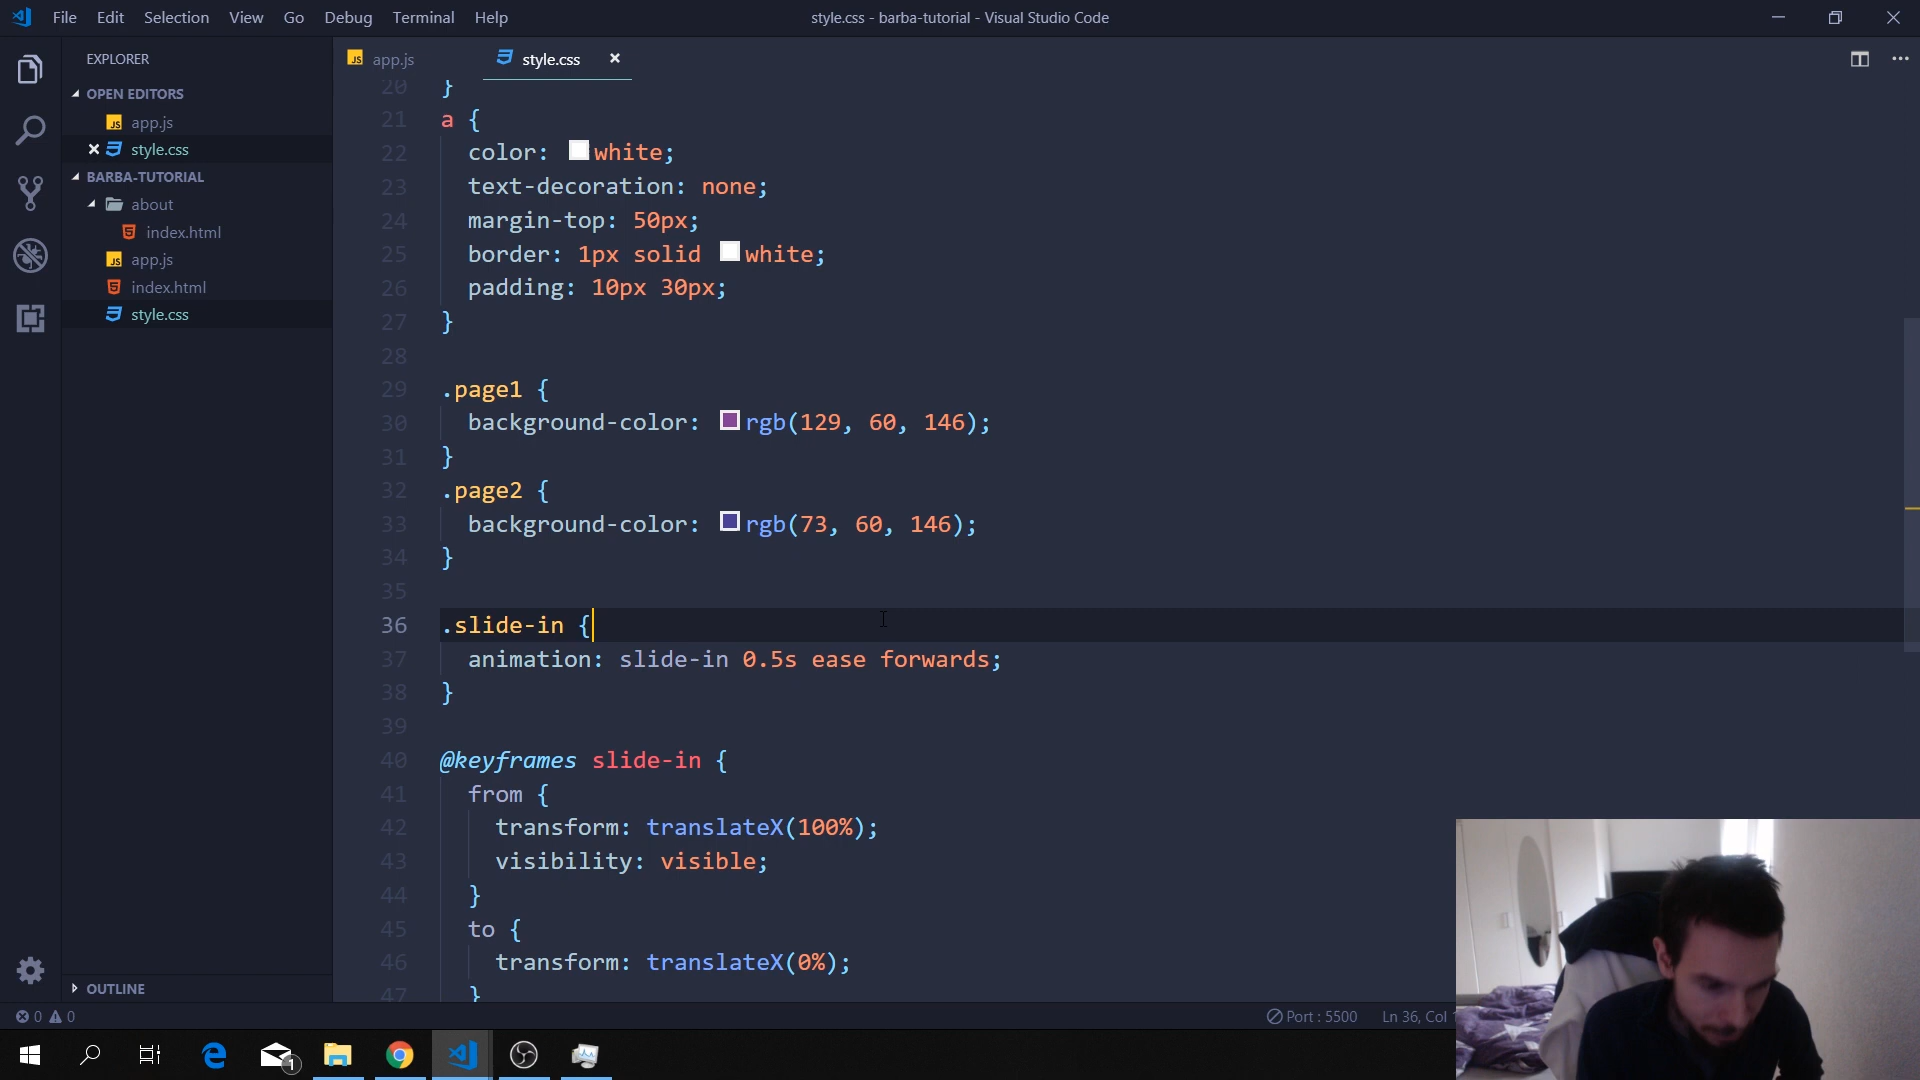 File Edit Selection View Go Debug Terminal Help
style.css - barba-tutorial - Visual Studio Code
EXPLORER
OPEN EDITORS
JS app.js
style.css
BARBA-TUTORIAL
about
index.html
JS app.js
index.html
style.css
OUTLINE
JS app.js
style.css
20 }
21 a {
22 color: white;
23 text-decoration: none;
24 margin-top: 50px;
25 border: 1px solid white;
26 padding: 10px 30px;
27 }
28
29 .page1 {
30 background-color: rgb(129, 60, 146);
31 }
32 .page2 {
33 background-color: rgb(73, 60, 146);
34 }
35
36 .slide-in {
37 animation: slide-in 0.5s ease forwards;
38 }
39
40 @keyframes slide-in {
41 from {
42 transform: translateX(100%);
43 visibility: visible;
44 }
45 to {
46 transform: translateX(0%);
47 }
0 0
Port : 5500
Ln 36, Col
1